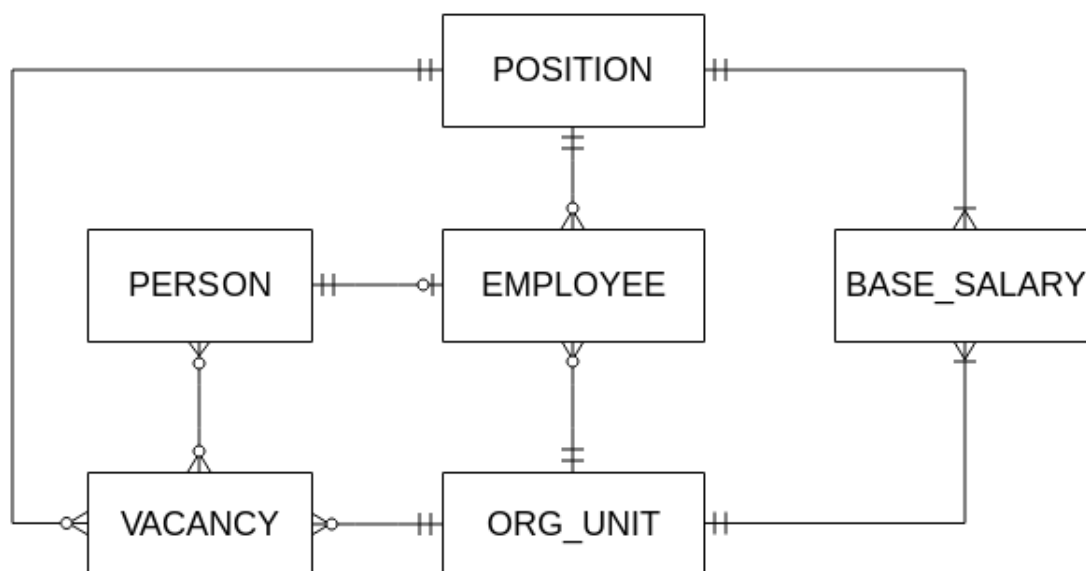 POSITION
PERSON
EMPLOYEE
BASE_SALARY
VACANCY
ORG_UNIT